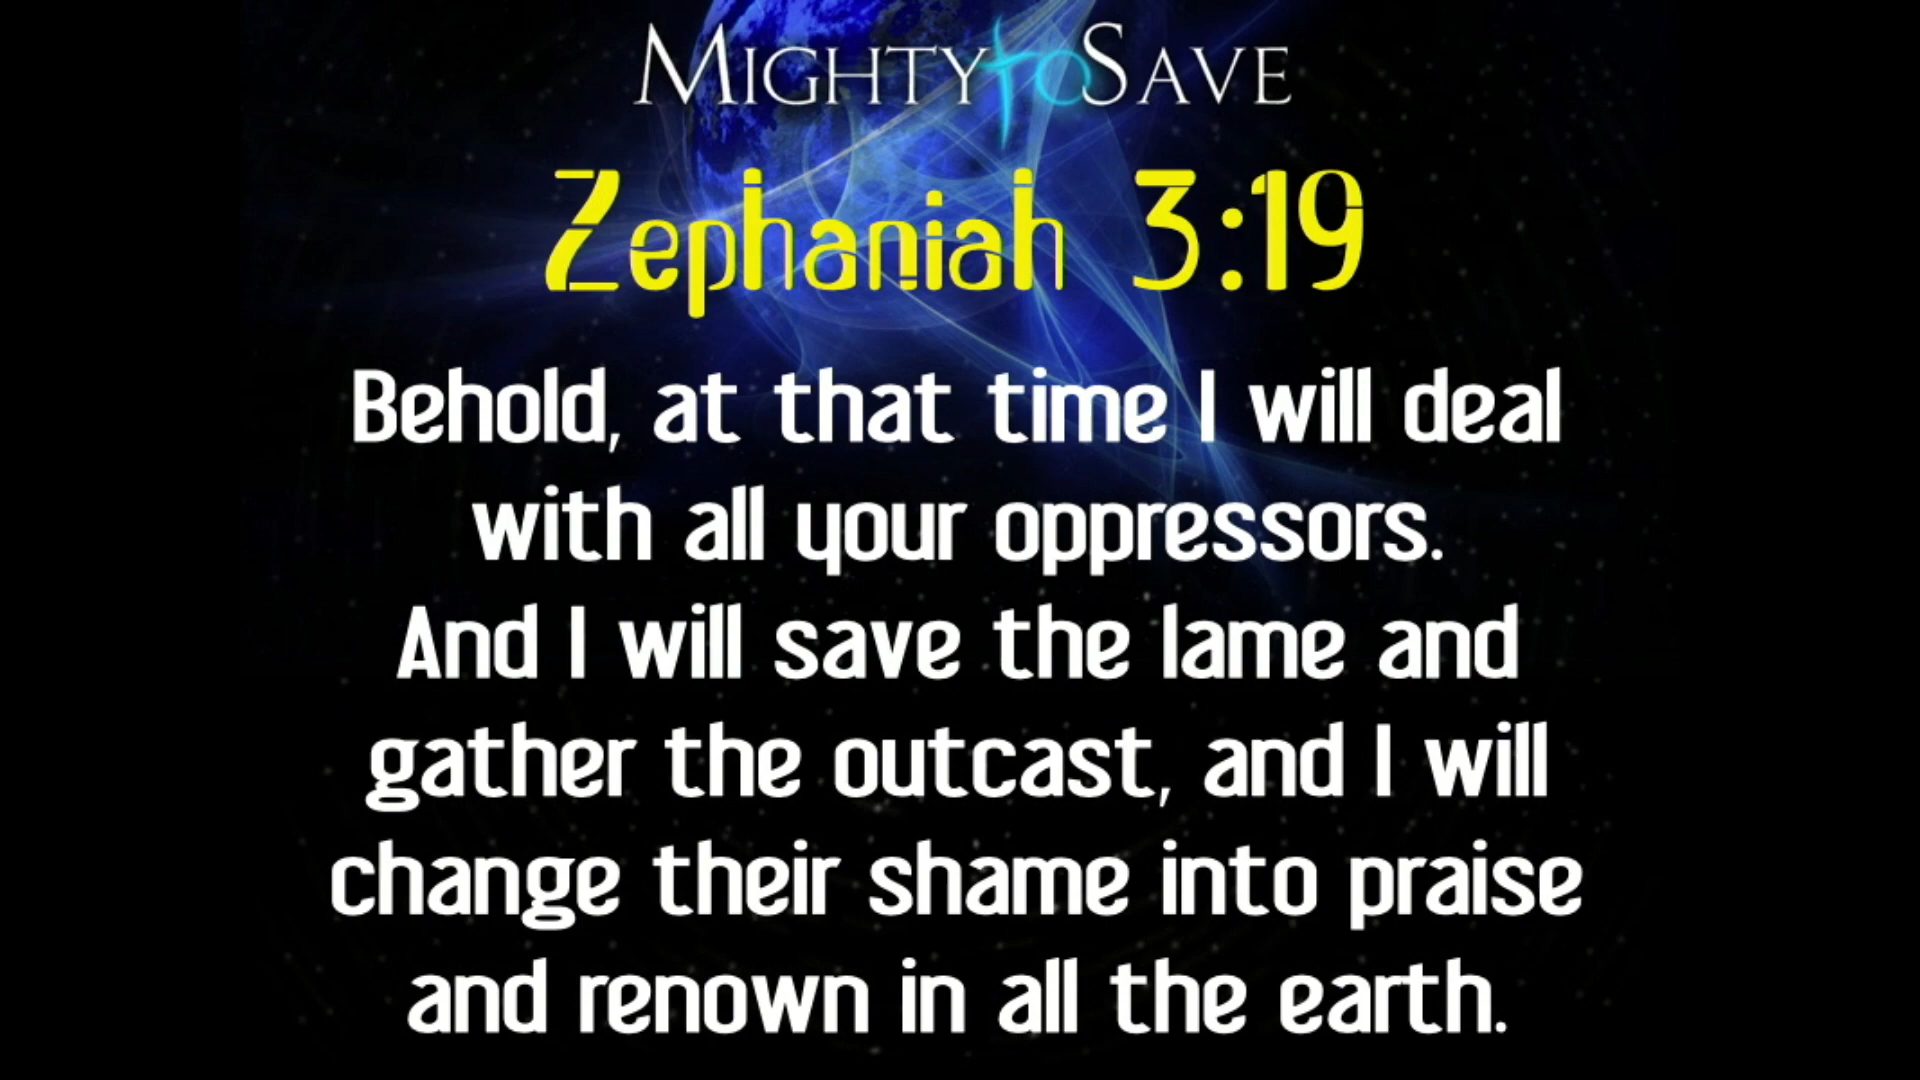 Mighty to Save
Zephaniah 3:19
Behold, at that time I will deal
with all your oppressors.
And I will save the lame and
gather the outcast, and I will
change their shame into praise
and renown in all the earth.